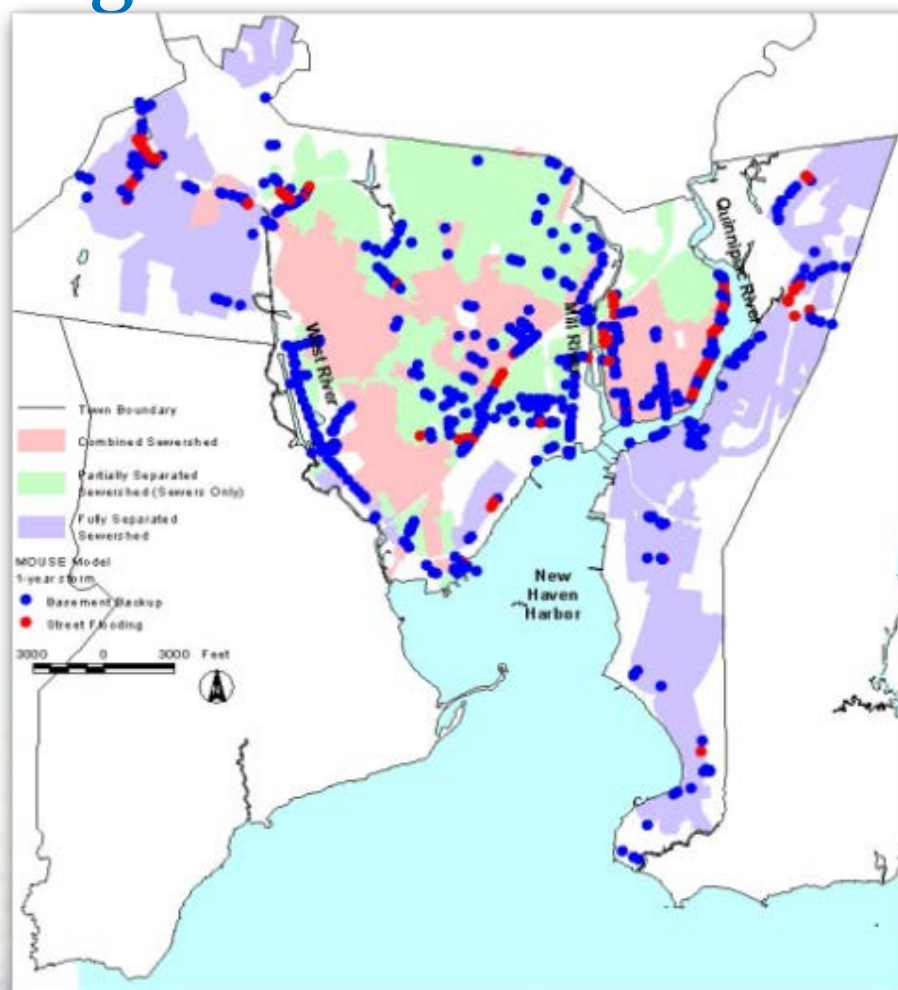 Quinnipiac River
Mill River
West River
Town Boundary
Combined Sewershed
Partially Separated
Sewershed (Sewers Only)
Fully Separated
Sewershed
MOUSE Model
1-year storm
Basement Backup
Street Flooding
3000 0 3000 Feet
N
New
Haven
Harbor